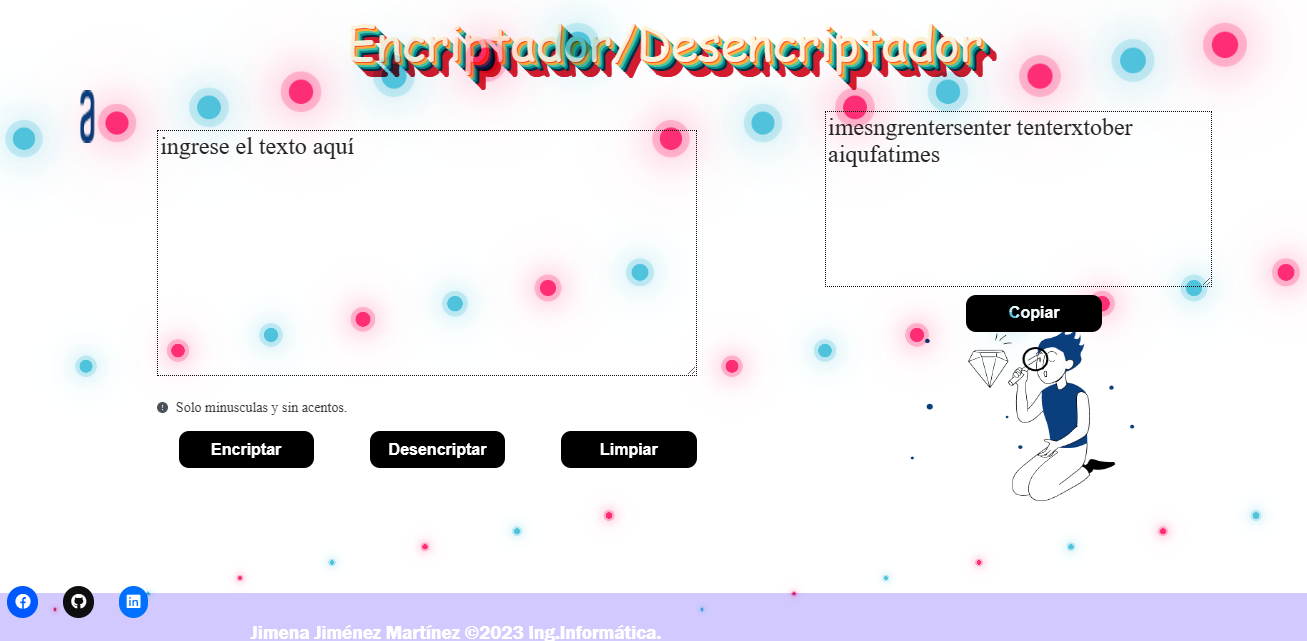 Encriptador/Desencriptador
a
ingrese el texto aquí
imesngrentersenter tenterxtober
aiqufatimes
Copiar
Solo minusculas y sin acentos.
Encriptar
Desencriptar
Limpiar
Jimena Jiménez Martínez ©2023 Ing.Informática.